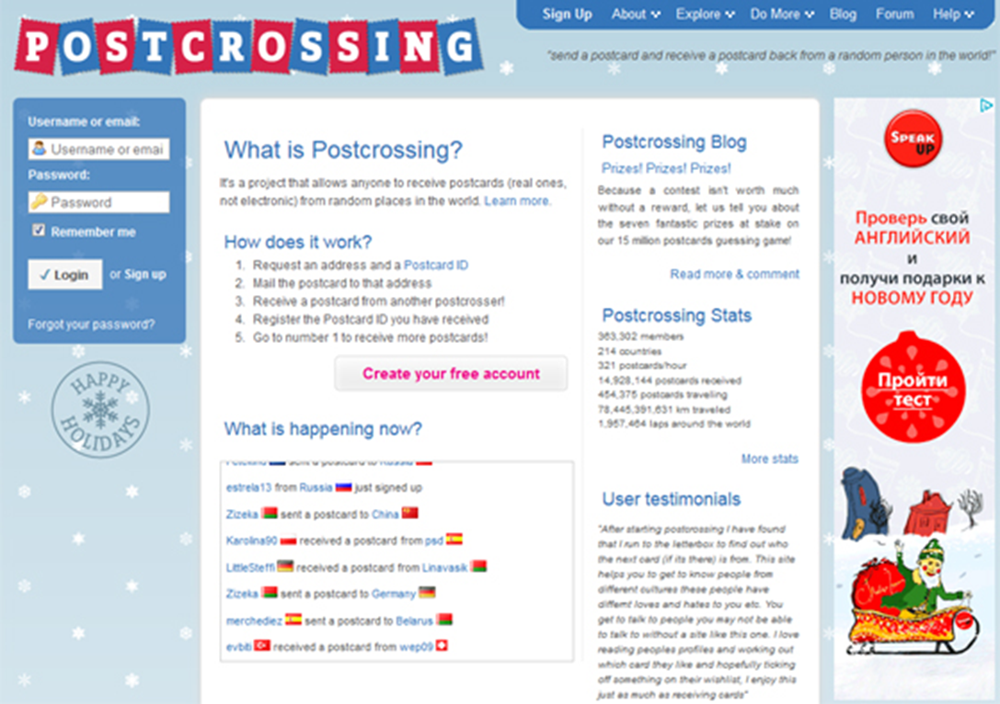 POSTCROSSING
Sign Up About Explore Do More Blog Forum Help
"send a postcard and receive a postcard back from a random person in the world!"
Username or email:
Username or emai
Password:
Password
Remember me
Login or Sign up
Forgot your password?
HAPPY
HOLIDAYS
What is Postcrossing?
It's a project that allows anyone to receive postcards (real ones,
not electronic) from random places in the world. Learn more.
How does it work?
1. Request an address and a Postcard ID
2. Mail the postcard to that address
3. Receive a postcard from another postcrosser!
4. Register the Postcard ID you have received
5. Go to number 1 to receive more postcards!
Create your free account
What is happening now?
sent a postcard to Russia
estrela13 from Russia just signed up
Zizeka sent a postcard to China
Karolina90 received a postcard from psd
LittleSteffi received a postcard from Linavasik
Zizeka sent a postcard to Germany
merchediez sent a postcard to Belarus
evbiti received a postcard from wep09
Postcrossing Blog
Prizes! Prizes! Prizes!
Because a contest isn't worth much
without a reward, let us tell you about
the seven fantastic prizes at stake on
our 15 million postcards guessing game!
Read more & comment
Postcrossing Stats
363,302 members
214 countries
321 postcards/hour
14,928,144 postcards received
454,375 postcards traveling
78,445,391,631 km traveled
1,957,464 laps around the world
More stats
User testimonials
"After starting postcrossing I have found
that I run to the letterbox to find out who
the next card (if its there) is from. This site
helps you to get to know people from
different cultures these people have
differnt loves and hates to you etc. You
get to talk to people you may not be able
to talk to without a site like this one. I love
reading peoples profiles and working out
which card they like and hopefully ticking
off something on their wishlist, I enjoy this
just as much as receiving cards"
SPEAK
UP
Проверь свой
АНГЛИЙСКИЙ
и
получи подарки к
НОВОМУ ГОДУ
Пройти
тест